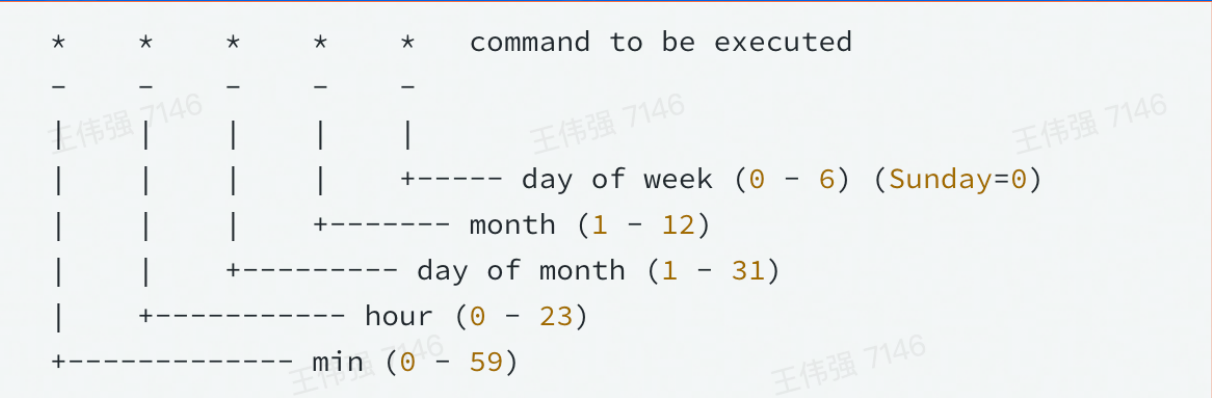 *    *    *    *    *   command to be executed
-    -    -    -    -
|    |    |    |    |
|    |    |    |    +----- day of week (0 - 6) (Sunday=0)
|    |    |    +------- month (1 - 12)
|    |    +--------- day of month (1 - 31)
|    +----------- hour (0 - 23)
+------------- min (0 - 59)
王伟强 7146
王伟强 7146
王伟强 7146
王伟强 7146
王伟强 7146